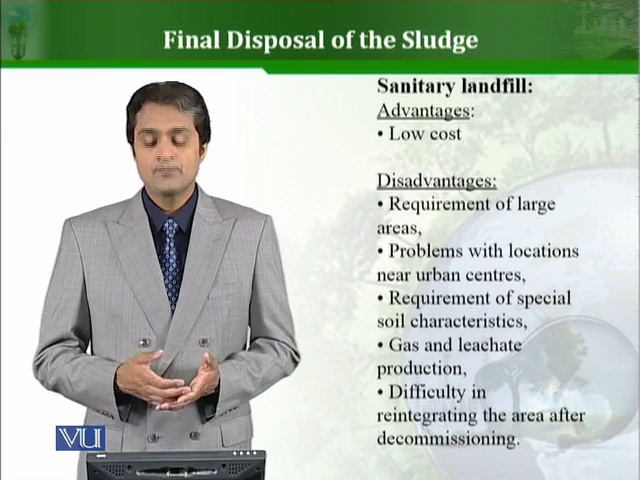 Final Disposal of the Sludge
Sanitary landfill:
Advantages:
• Low cost
Disadvantages:
• Requirement of large
areas,
• Problems with locations
near urban centres,
• Requirement of special
soil characteristics,
• Gas and leachate
production,
• Difficulty in
reintegrating the area after
decommissioning.
VU